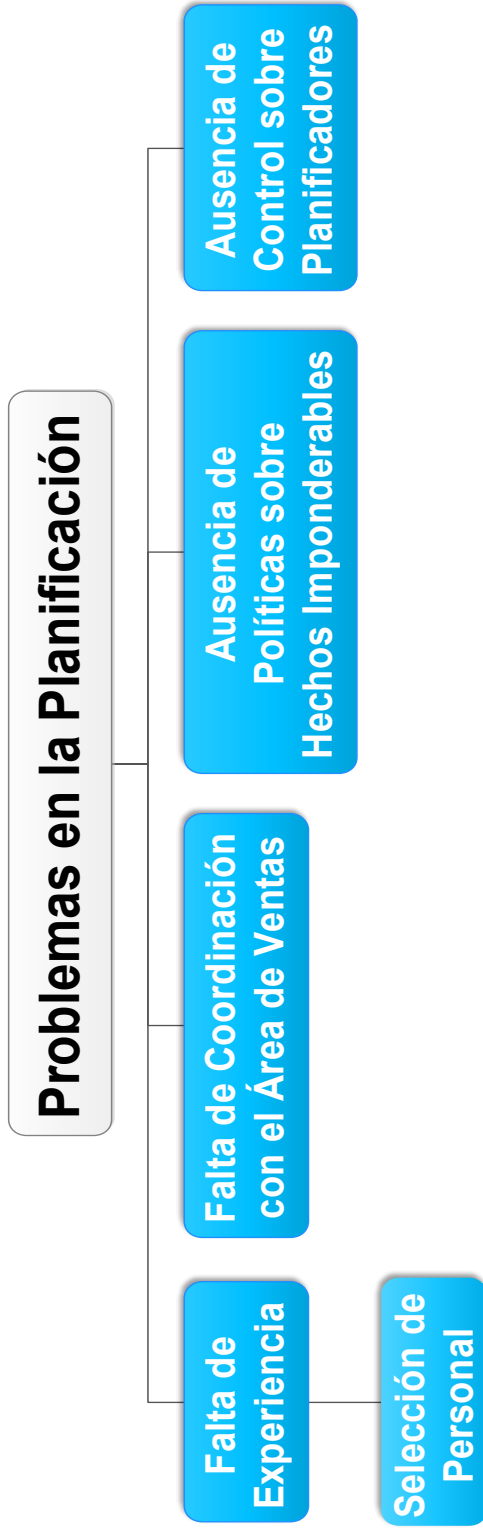 Problemas en la Planificación
Falta de
Experiencia
Selección de
Personal
Falta de Coordinación
con el Área de Ventas
Ausencia de
Políticas sobre
Hechos Imponderables
Ausencia de
Control sobre
Planificadores